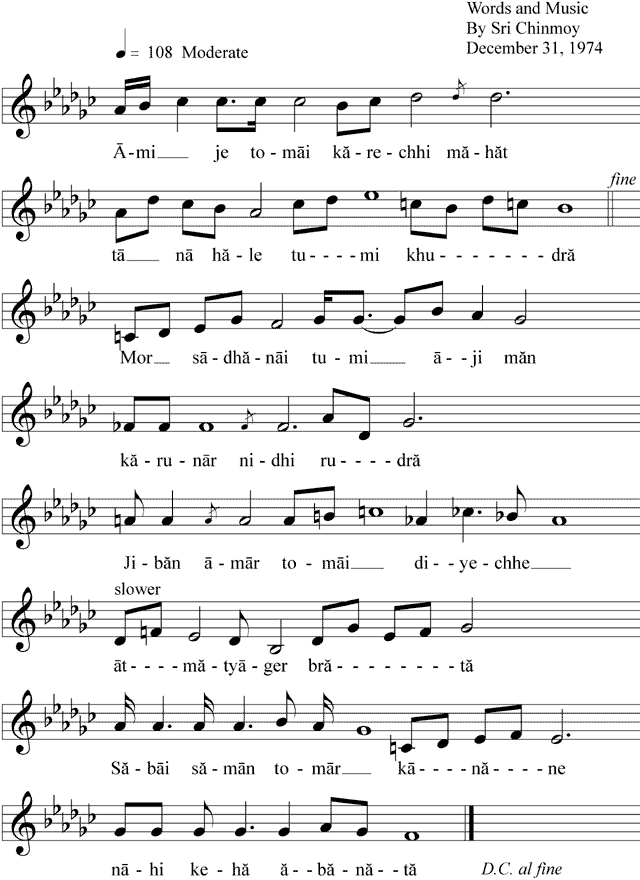 Words and Music
By Sri Chinmoy
December 31, 1974
= 108 Moderate
Ā-mi je to-māi kă-re-chhi mă-hăt
fine
tā nā hă-le tu----mi khu-------dră
Mor sā-dhă-nāi tu-mi ā--ji măn
kă-ru-nār ni-dhi ru----dră
Ji-băn ā-mār to-māi di-ye-chhe
slower
āt----mă-tyā-ger bră--------tă
Să-bāi să-mān to-mār kā----nă---ne
nā-hi ke-hă ă-bă-nă-tă
D.C. al fine